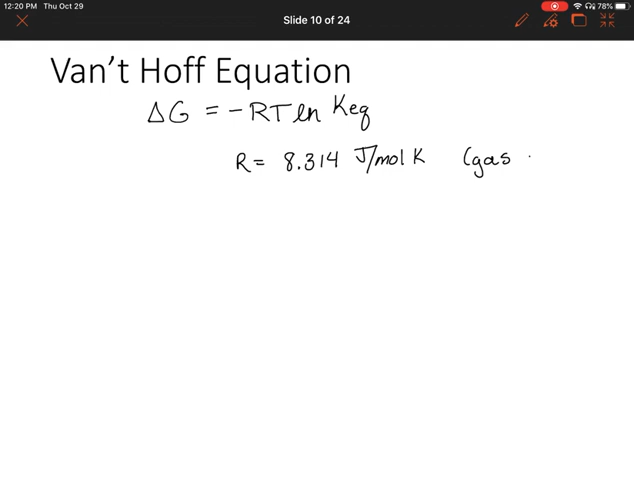 12:20 PM Thu Oct 29 78%
Slide 10 of 24
Van't Hoff Equation
ΔG = -RT ln Keq
R = 8.314 J/mol K (gas